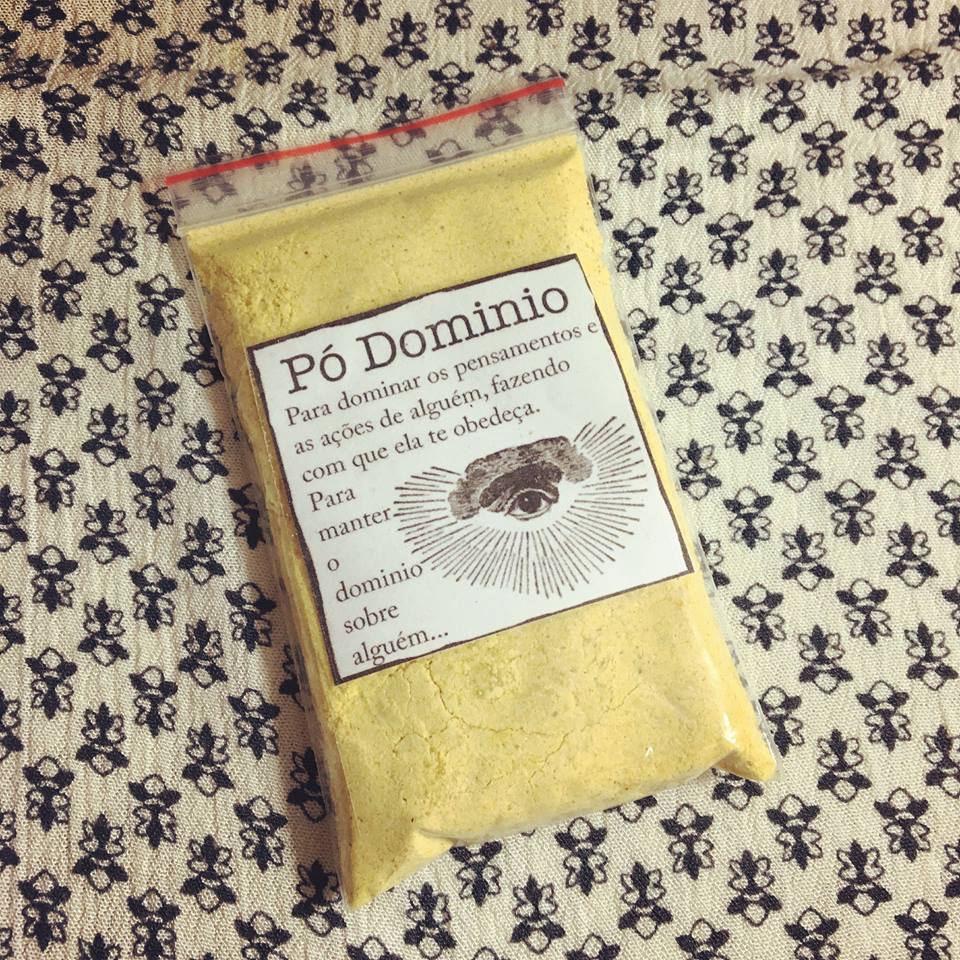 Pó Dominio
Para dominar os pensamentos e
as ações de alguém, fazendo
com que ela te obedeça.
Para
manter
o
dominio
sobre
alguém...